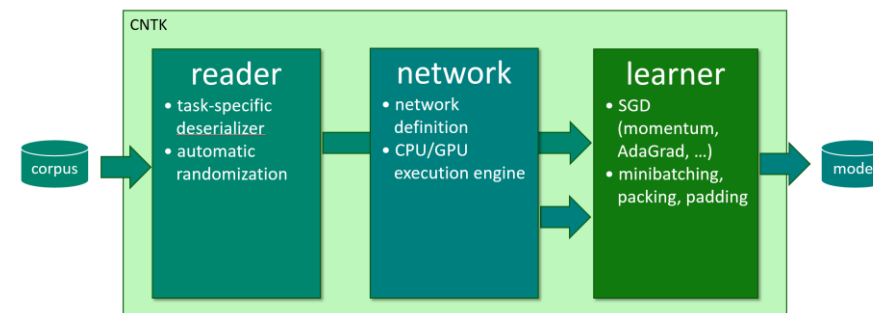 CNTK
reader
• task-specific
deserializer
• automatic
randomization
network
• network
definition
• CPU/GPU
execution engine
learner
• SGD
(momentum,
AdaGrad, ...)
• minibatching,
packing, padding
corpus
mode